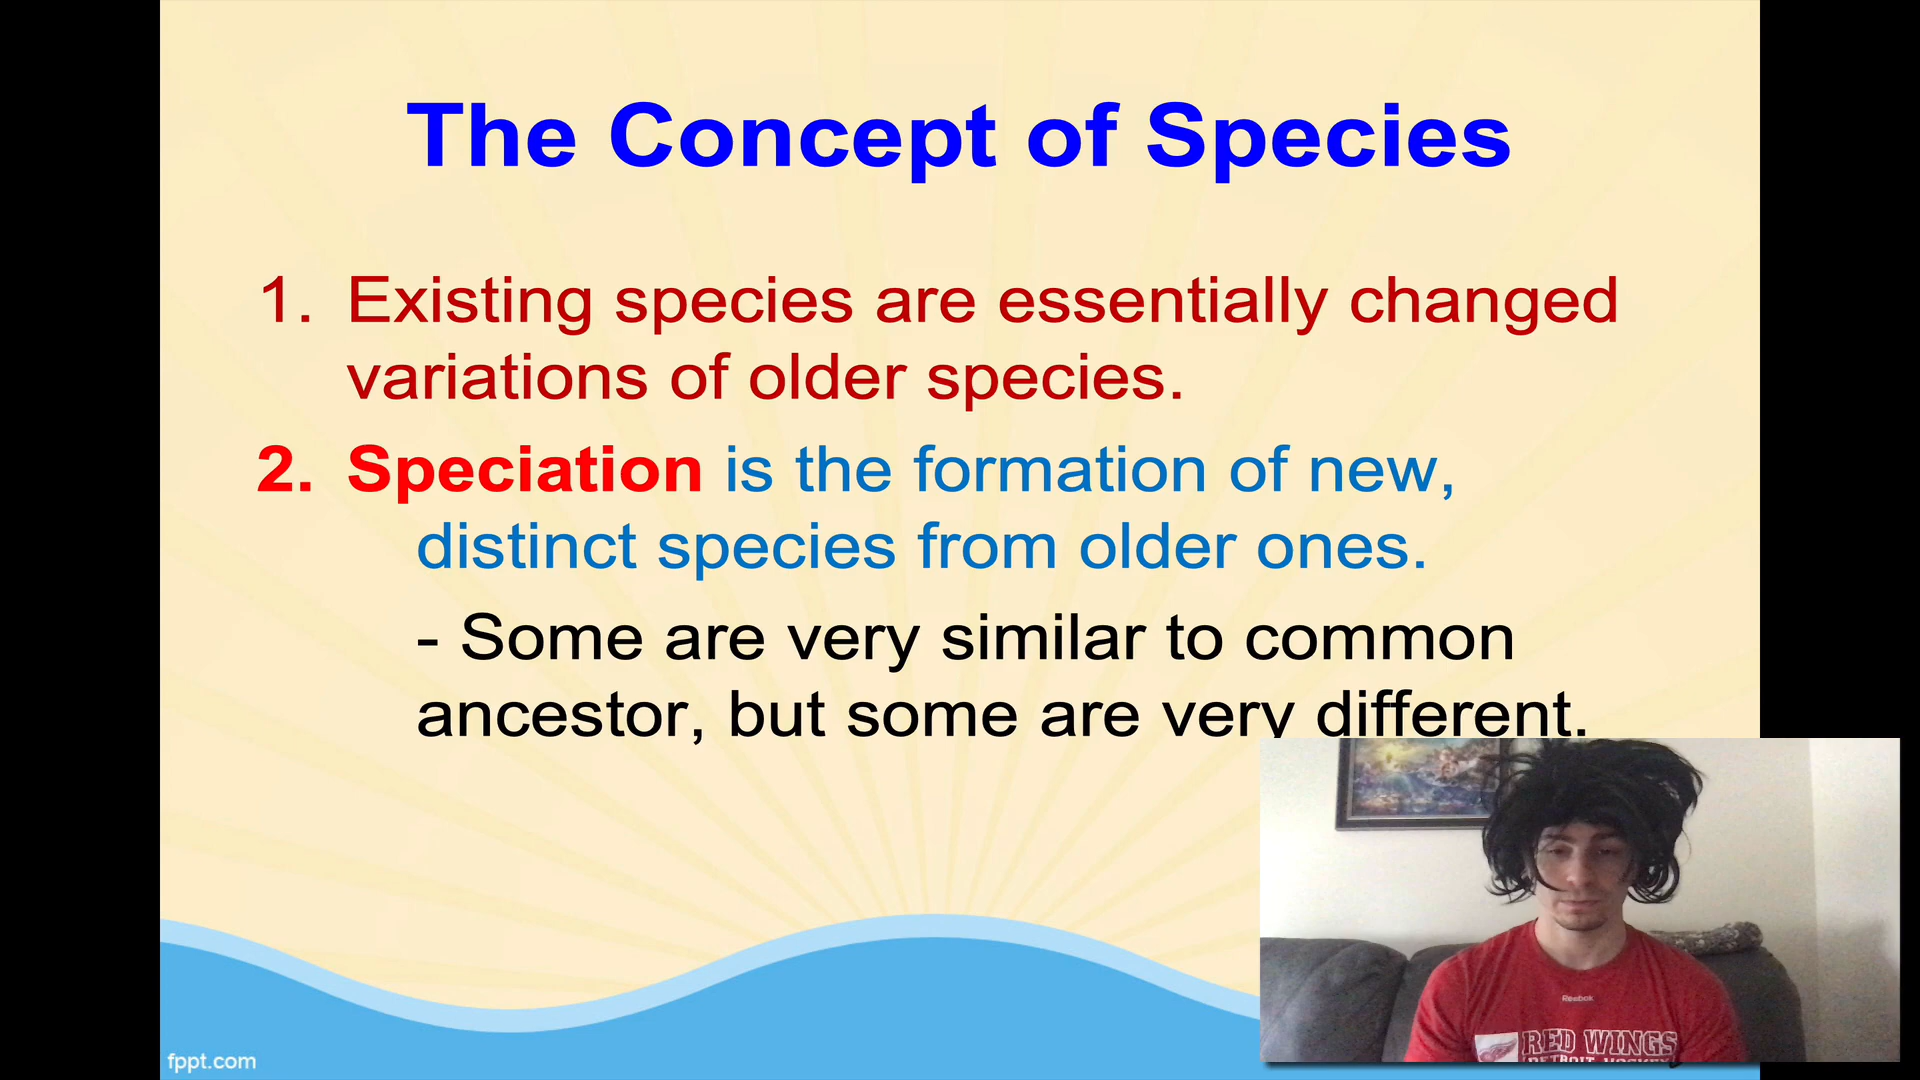 The Concept of Species
1. Existing species are essentially changed
variations of older species.
2. Speciation is the formation of new,
distinct species from older ones.
- Some are very similar to common
ancestor, but some are very different.
Reebok
RED WINGS
DETROIT HOCKEY
fppt.com